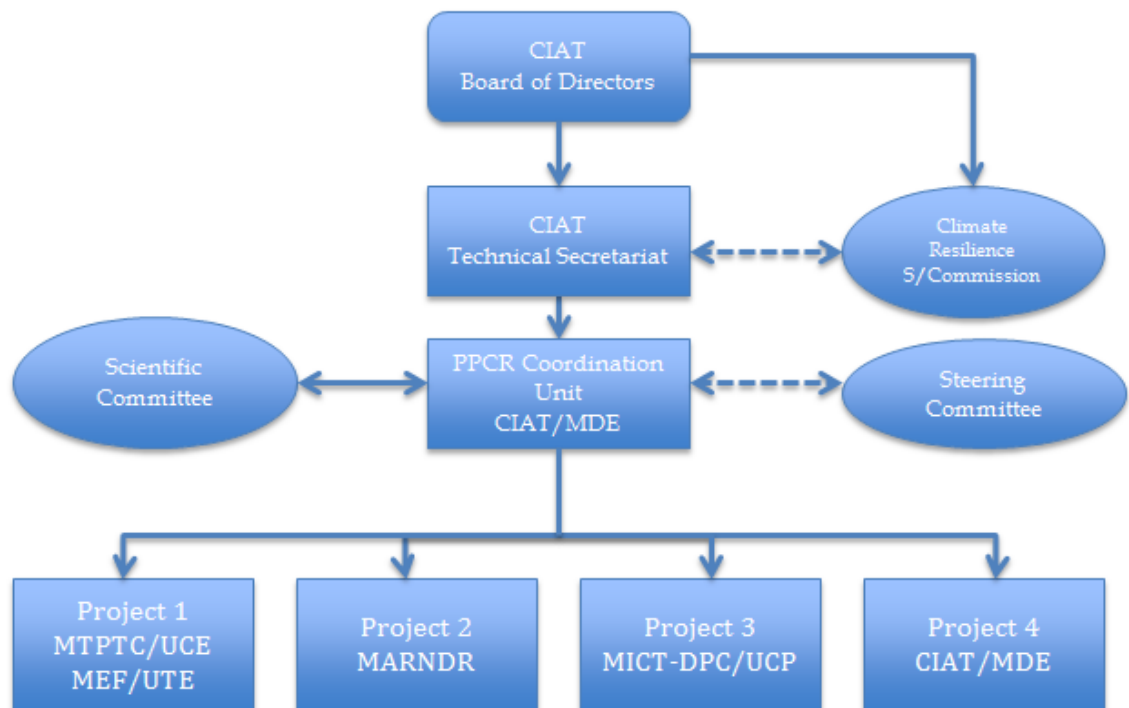 CIAT
Board of Directors
CIAT
Technical Secretariat
Climate
Resilience
S/Commission
Scientific
Committee
PPCR Coordination
Unit
CIAT/MDE
Steering
Committee
Project 1
MTPTC/UCE
MEF/UTE
Project 2
MARNDR
Project 3
MICT-DPC/UCP
Project 4
CIAT/MDE